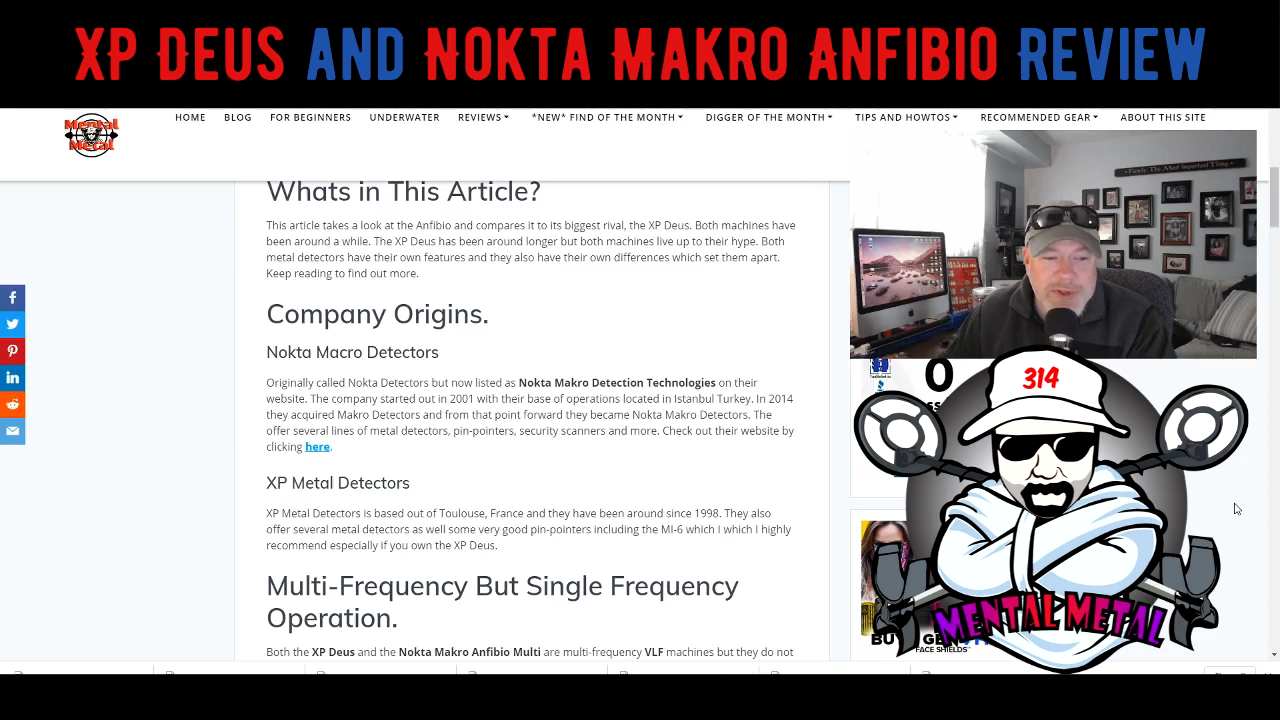 XP DEUS AND NOKTA MAKRO ANFIBIO REVIEW
Mental
Metal
HOME BLOG FOR BEGINNERS UNDERWATER REVIEWS *NEW* FIND OF THE MONTH DIGGER OF THE MONTH TIPS AND HOWTOS RECOMMENDED GEAR ABOUT THIS SITE
Whats in This Article?
This article takes a look at the Anfibio and compares it to its biggest rival, the XP Deus. Both machines have
been around a while. The XP Deus has been around longer but both machines live up to their hype. Both
metal detectors have their own features and they also have their own differences which set them apart.
Keep reading to find out more.
Company Origins.
Nokta Macro Detectors
Originally called Nokta Detectors but now listed as Nokta Makro Detection Technologies on their
website. The company started out in 2001 with their base of operations located in Istanbul Turkey. In 2014
they acquired Makro Detectors and from that point forward they became Nokta Makro Detectors. The
offer several lines of metal detectors, pin-pointers, security scanners and more. Check out their website by
clicking here.
XP Metal Detectors
XP Metal Detectors is based out of Toulouse, France and they have been around since 1998. They also
offer several metal detectors as well some very good pin-pointers including the MI-6 which I which I highly
recommend especially if you own the XP Deus.
Multi-Frequency But Single Frequency
Operation.
Both the XP Deus and the Nokta Makro Anfibio Multi are multi-frequency VLF machines but they do not
314
MENTAL METAL
FACE SHIELDS